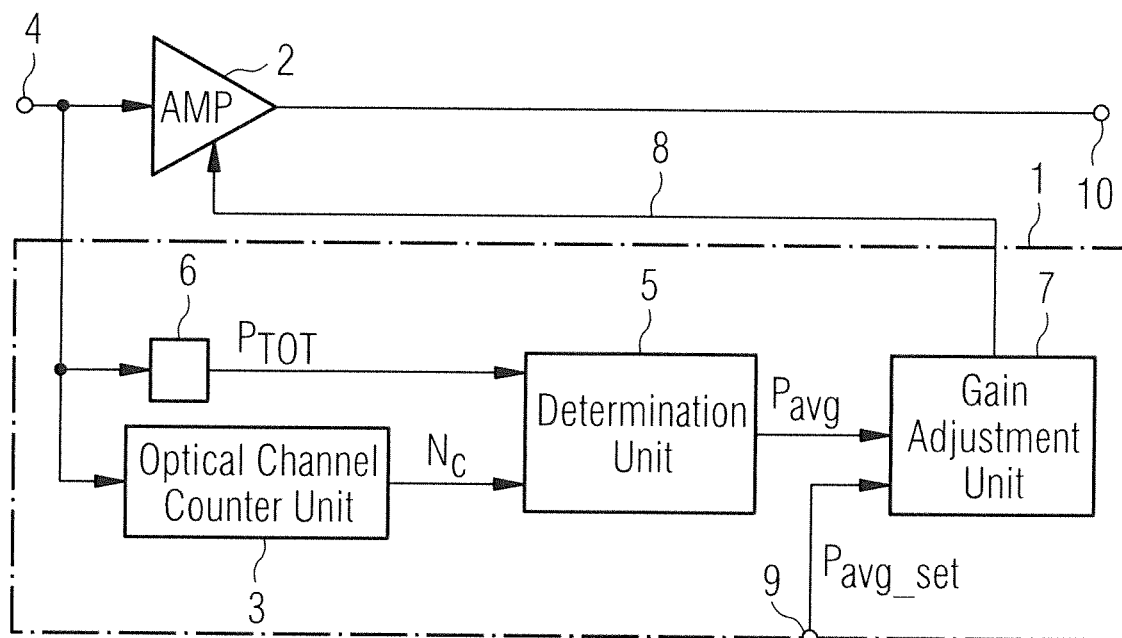 4
2
AMP
8
1
10
6
P_TOT
5
7
Determination
Unit
P_avg
Gain
Adjustment
Unit
Optical Channel
Counter Unit
N_C
3
9
P_avg_set